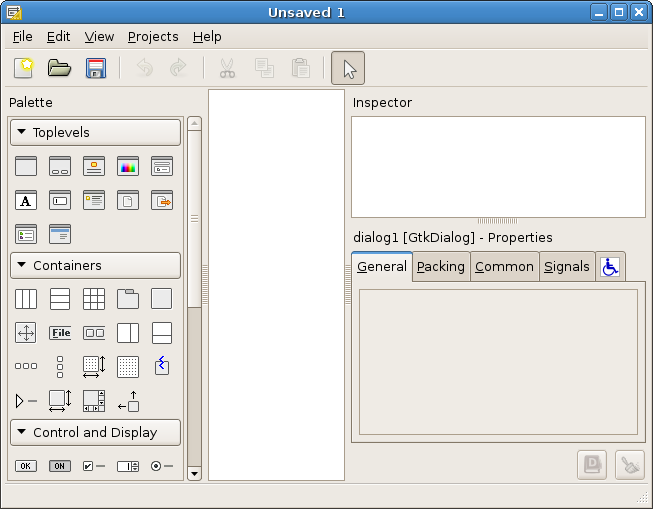 Unsaved 1
File Edit View Projects Help
Palette
Inspector
Toplevels
A
dialog1 [GtkDialog] - Properties
Containers
General Packing Common Signals
File
Control and Display
OK ON
D